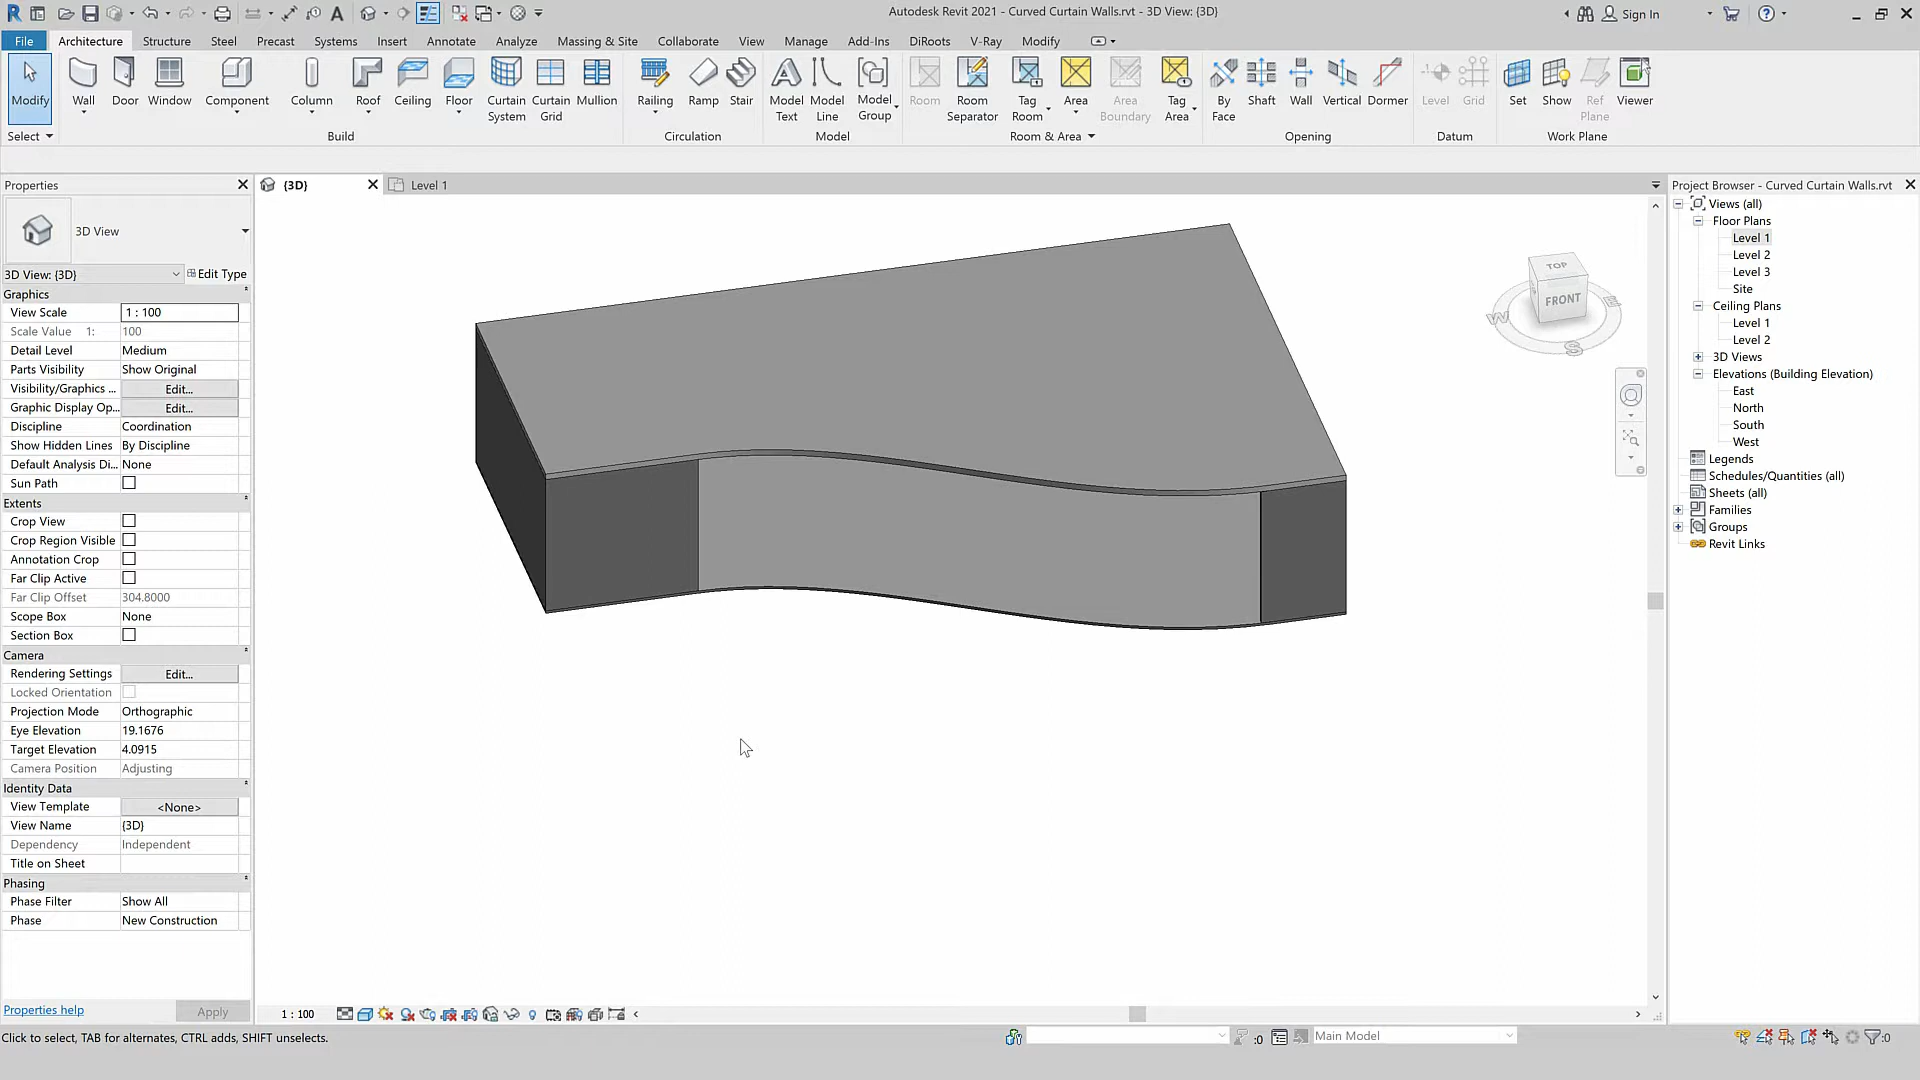 Autodesk Revit 2021 - Curved Curtain Walls.rvt - 3D View: {3D}
Sign In
File Architecture Structure Steel Precast Systems Insert Annotate Analyze Massing & Site Collaborate View Manage Add-Ins DiRoots V-Ray Modify
Modify Wall Door Window Component Column Roof Ceiling Floor Curtain System Curtain Grid Mullion Railing Ramp Stair Model Text Model Line Model Group Room Room Separator Tag Room Area Area Boundary Tag Area By Face Shaft Wall Vertical Dormer Level Grid Set Show Ref Plane Viewer
Select Build Circulation Model Room & Area Opening Datum Work Plane
Properties
{3D}
Level 1
Project Browser - Curved Curtain Walls.rvt
3D View
3D View: {3D}
Edit Type
Graphics
View Scale 1 : 100
Scale Value 1: 100
Detail Level Medium
Parts Visibility Show Original
Visibility/Graphics ... Edit...
Graphic Display Op... Edit...
Discipline Coordination
Show Hidden Lines By Discipline
Default Analysis Di... None
Sun Path
Extents
Crop View
Crop Region Visible
Annotation Crop
Far Clip Active
Far Clip Offset 304.8000
Scope Box None
Section Box
Camera
Rendering Settings Edit...
Locked Orientation
Projection Mode Orthographic
Eye Elevation 19.1676
Target Elevation 4.0915
Camera Position Adjusting
Identity Data
View Template <None>
View Name {3D}
Dependency Independent
Title on Sheet
Phasing
Phase Filter Show All
Phase New Construction
Properties help
Apply
TOP
FRONT
W
S
E
Views (all)
Floor Plans
Level 1
Level 2
Level 3
Site
Ceiling Plans
Level 1
Level 2
3D Views
Elevations (Building Elevation)
East
North
South
West
Legends
Schedules/Quantities (all)
Sheets (all)
Families
Groups
Revit Links
1 : 100
Click to select, TAB for alternates, CTRL adds, SHIFT unselects.
:0
Main Model
:0